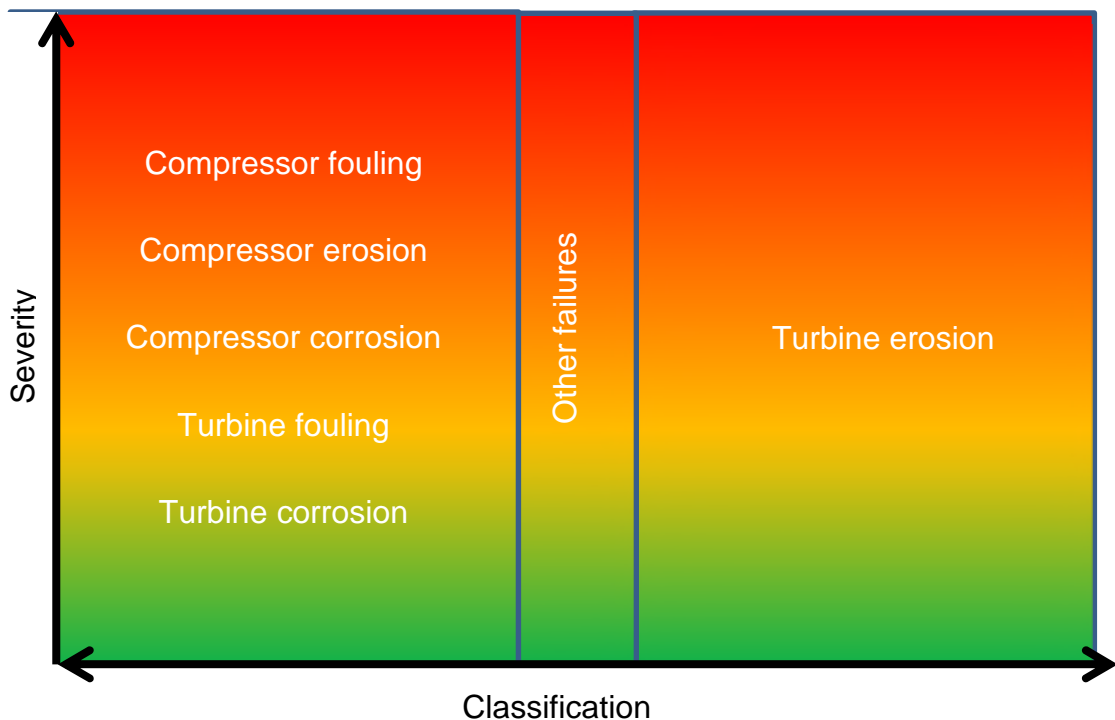 Severity
Compressor fouling
Compressor erosion
Compressor corrosion
Turbine fouling
Turbine corrosion
Other failures
Turbine erosion
Classification